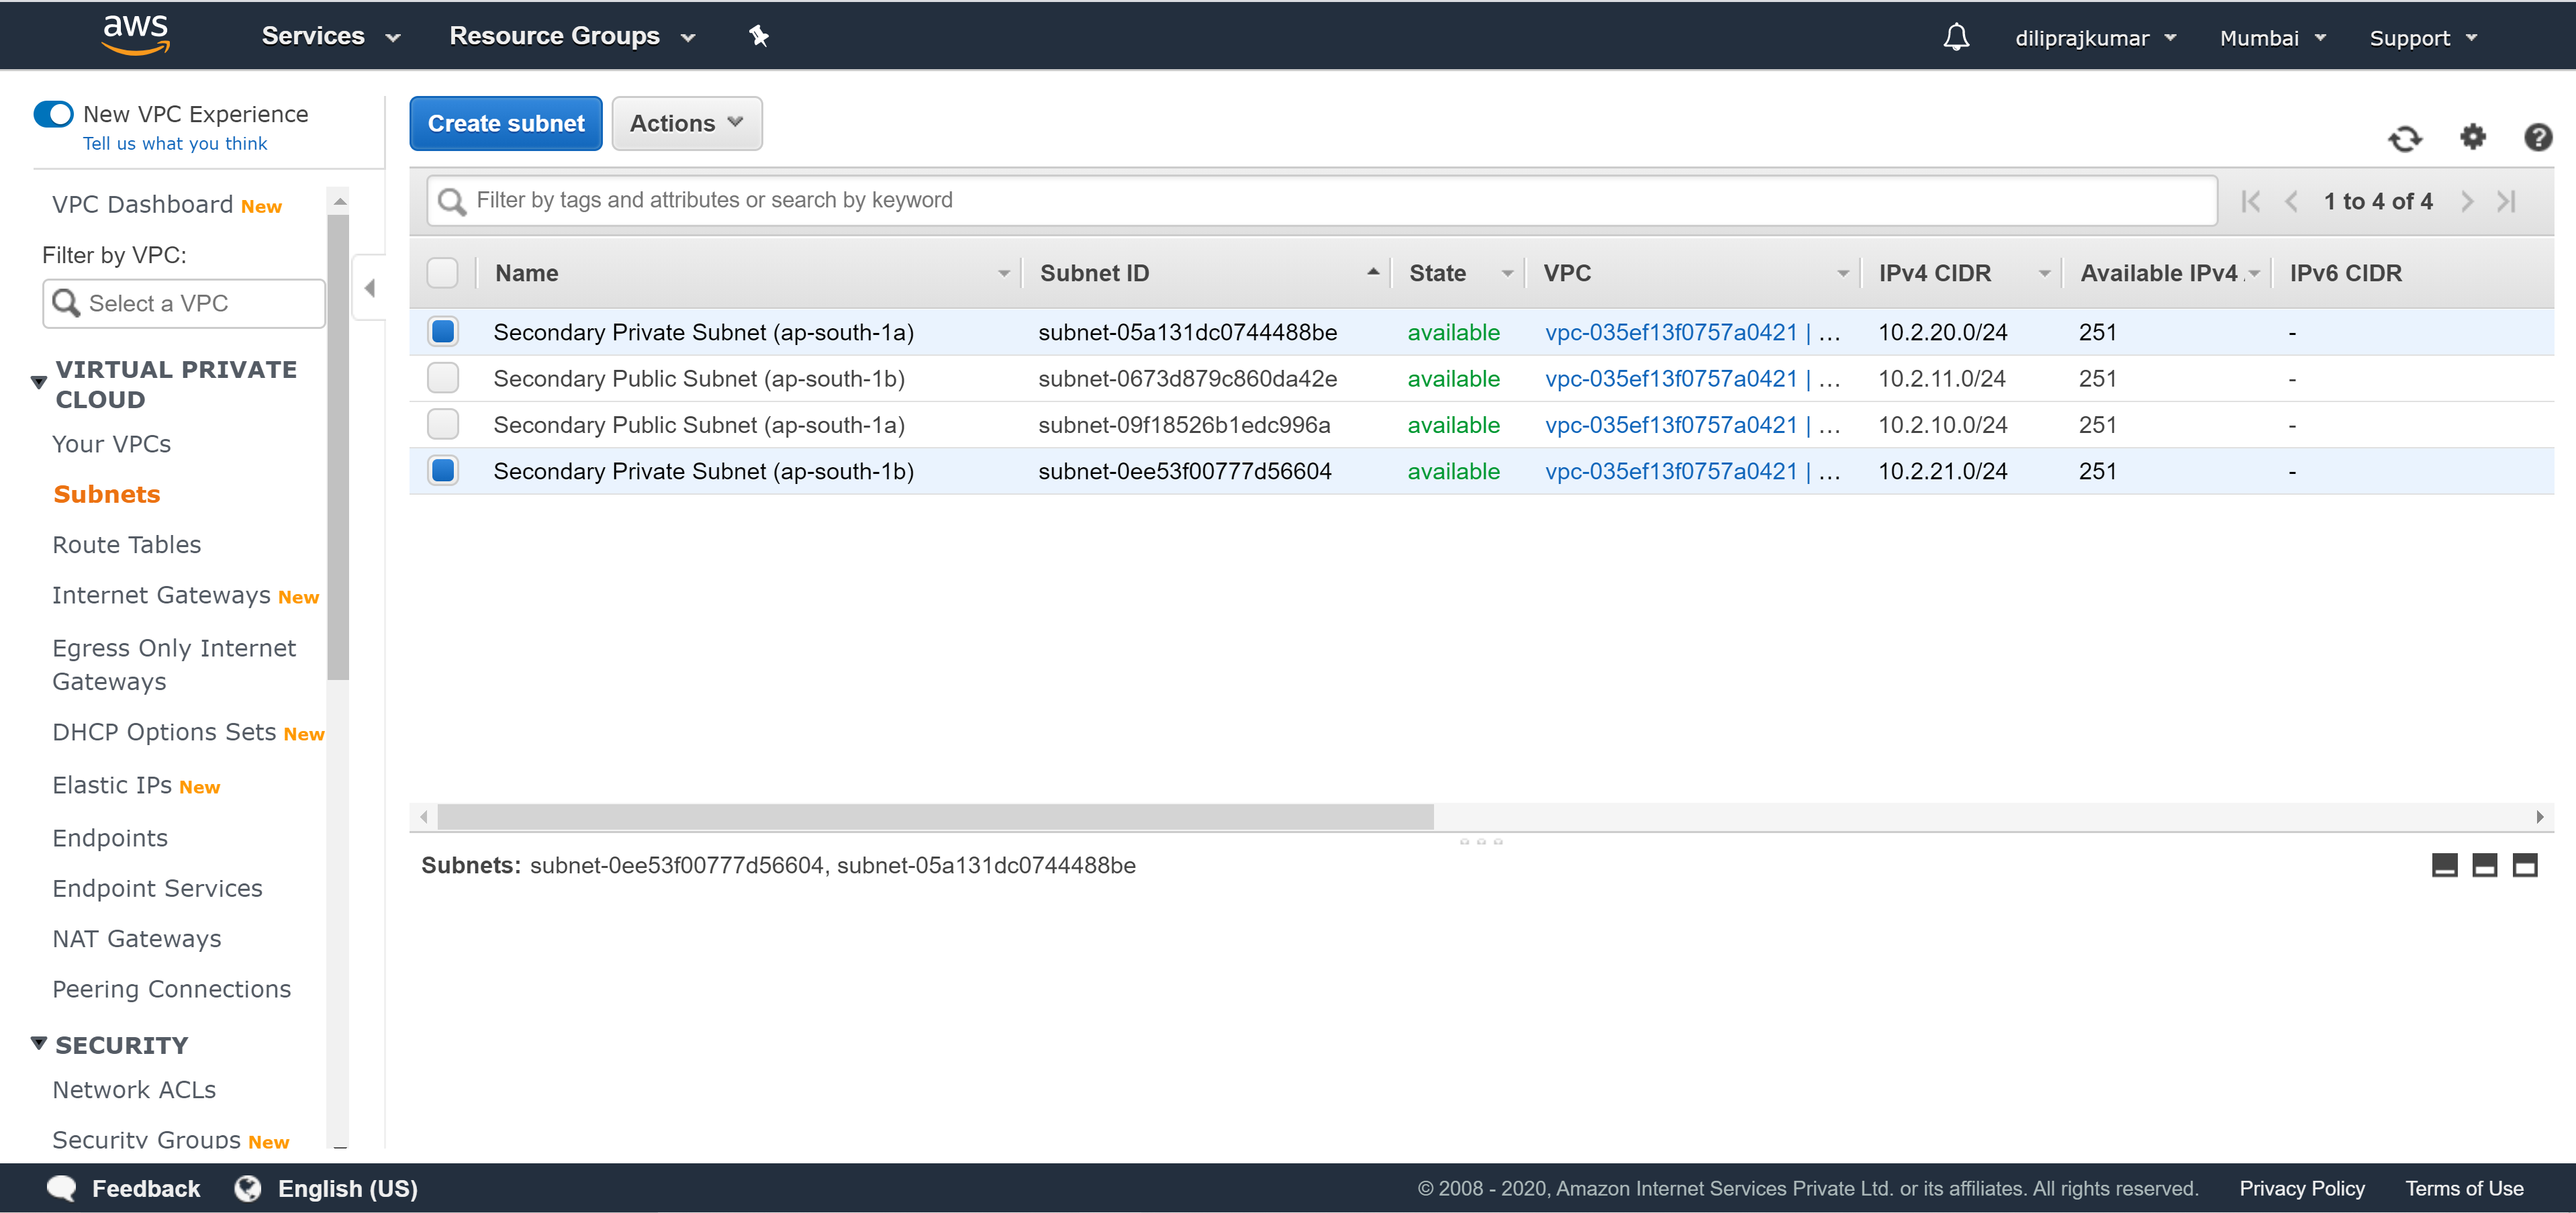 aws Services Resource Groups diliprajkumar Mumbai Support
New VPC Experience
Tell us what you think
VPC Dashboard New
Filter by VPC:
Select a VPC
VIRTUAL PRIVATE
CLOUD
Your VPCs
Subnets
Route Tables
Internet Gateways New
Egress Only Internet
Gateways
DHCP Options Sets New
Elastic IPs New
Endpoints
Endpoint Services
NAT Gateways
Peering Connections
SECURITY
Network ACLs
Security Groups New
Create subnet Actions
Filter by tags and attributes or search by keyword 1 to 4 of 4
Name Subnet ID State VPC IPv4 CIDR Available IPv4 IPv6 CIDR
Secondary Private Subnet (ap-south-1a) subnet-05a131dc0744488be available vpc-035ef13f0757a0421 | ... 10.2.20.0/24 251 -
Secondary Public Subnet (ap-south-1b) subnet-0673d879c860da42e available vpc-035ef13f0757a0421 | ... 10.2.11.0/24 251 -
Secondary Public Subnet (ap-south-1a) subnet-09f18526b1edc996a available vpc-035ef13f0757a0421 | ... 10.2.10.0/24 251 -
Secondary Private Subnet (ap-south-1b) subnet-0ee53f00777d56604 available vpc-035ef13f0757a0421 | ... 10.2.21.0/24 251 -
Subnets: subnet-0ee53f00777d56604, subnet-05a131dc0744488be
Feedback English (US) © 2008 - 2020, Amazon Internet Services Private Ltd. or its affiliates. All rights reserved. Privacy Policy Terms of Use